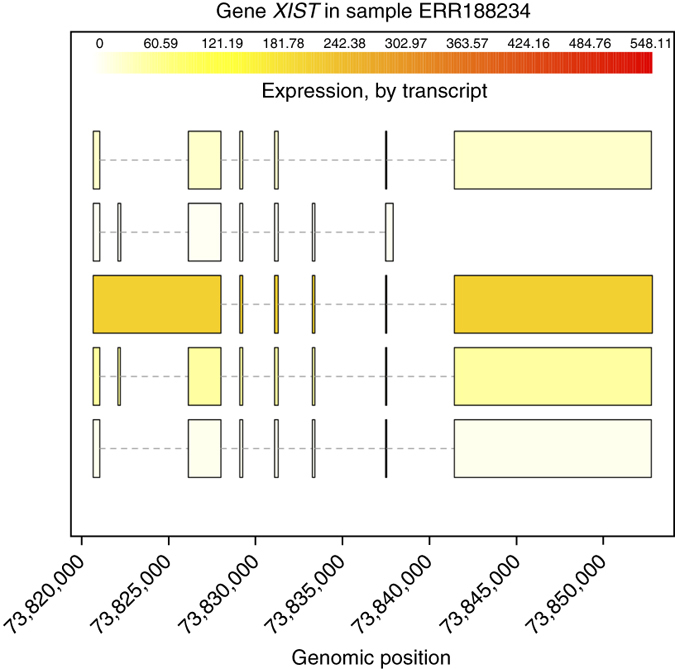 Gene XIST in sample ERR188234
0 60.59 121.19 181.78 242.38 302.97 363.57 424.16 484.76 548.11
Expression, by transcript
73,820,000 73,825,000 73,830,000 73,835,000 73,840,000 73,845,000 73,850,000
Genomic position